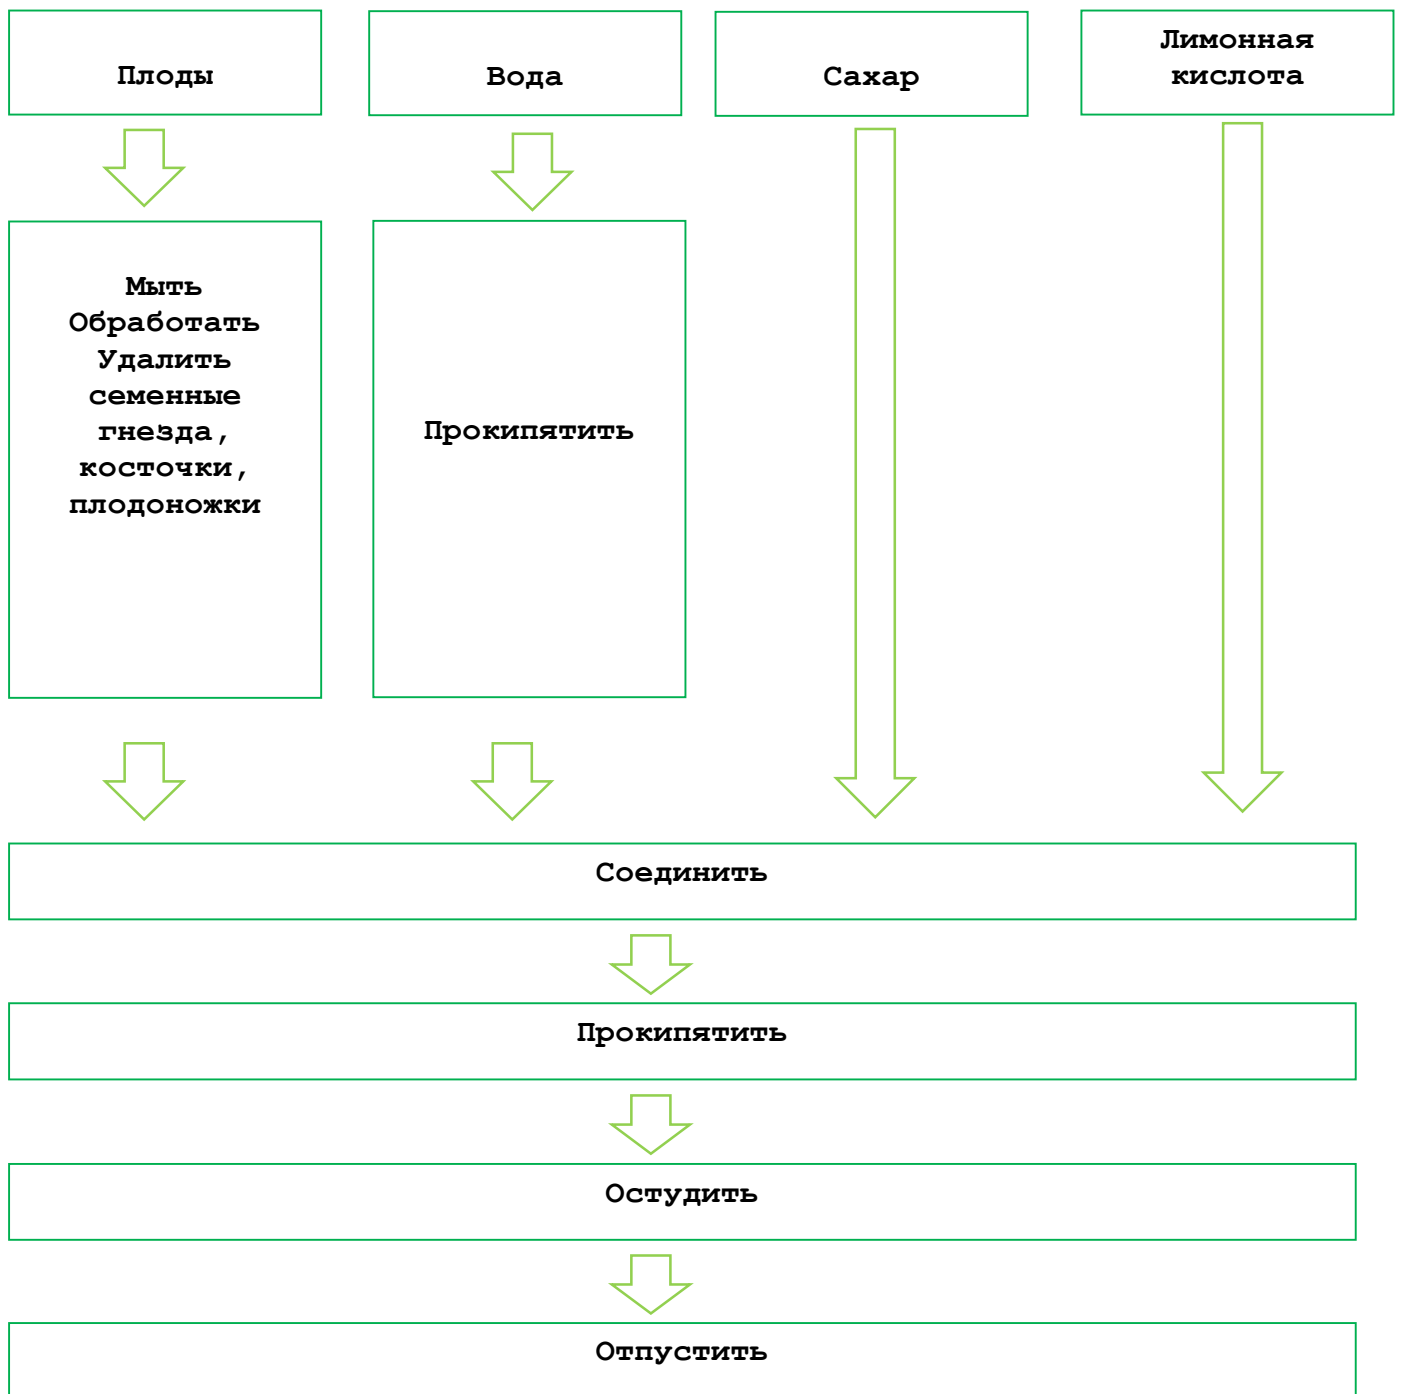 Плоды
Вода
Сахар
Лимонная
кислота
Мыть
Обработать
Удалить
семенные
гнезда,
косточки,
плодоножки
Прокипятить
Соединить
Прокипятить
Остудить
Отпустить